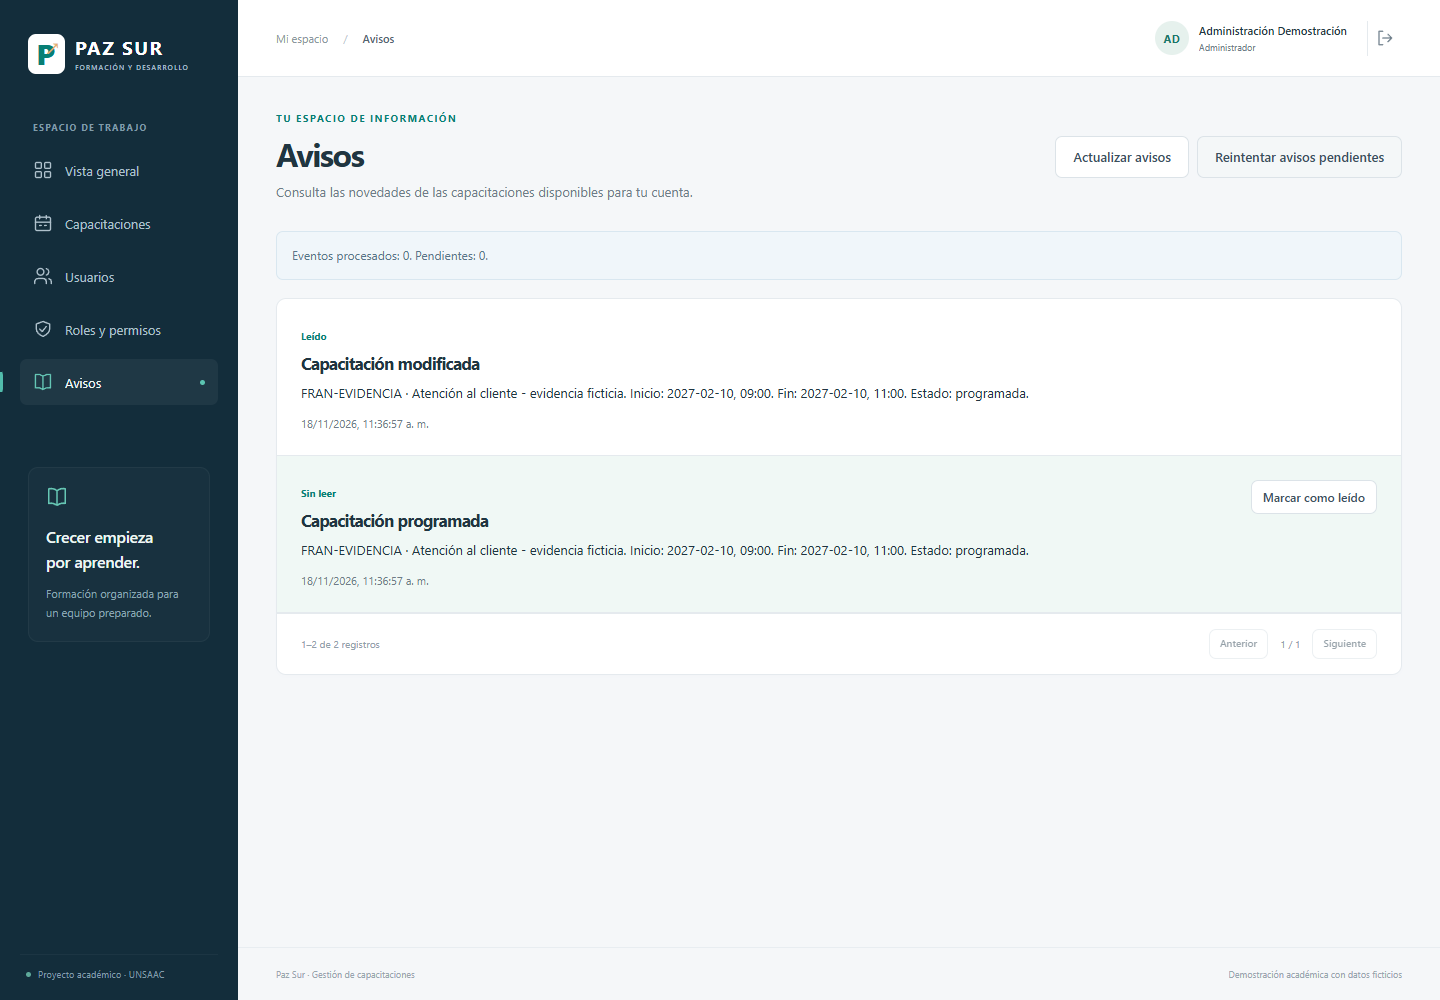 PAZ SUR
FORMACIÓN Y DESARROLLO
ESPACIO DE TRABAJO
Vista general
Capacitaciones
Usuarios
Roles y permisos
Avisos
Crecer empieza
por aprender.
Formación organizada para
un equipo preparado.
Proyecto académico · UNSAAC
Mi espacio / Avisos
AD
Administración Demostración
Administrador
TU ESPACIO DE INFORMACIÓN
Avisos
Consulta las novedades de las capacitaciones disponibles para tu cuenta.
Actualizar avisos
Reintentar avisos pendientes
Eventos procesados: 0. Pendientes: 0.
Leído
Capacitación modificada
FRAN-EVIDENCIA · Atención al cliente - evidencia ficticia. Inicio: 2027-02-10, 09:00. Fin: 2027-02-10, 11:00. Estado: programada.
18/11/2026, 11:36:57 a. m.
Sin leer
Marcar como leído
Capacitación programada
FRAN-EVIDENCIA · Atención al cliente - evidencia ficticia. Inicio: 2027-02-10, 09:00. Fin: 2027-02-10, 11:00. Estado: programada.
18/11/2026, 11:36:57 a. m.
1–2 de 2 registros
Anterior
1 / 1
Siguiente
Paz Sur · Gestión de capacitaciones
Demostración académica con datos ficticios